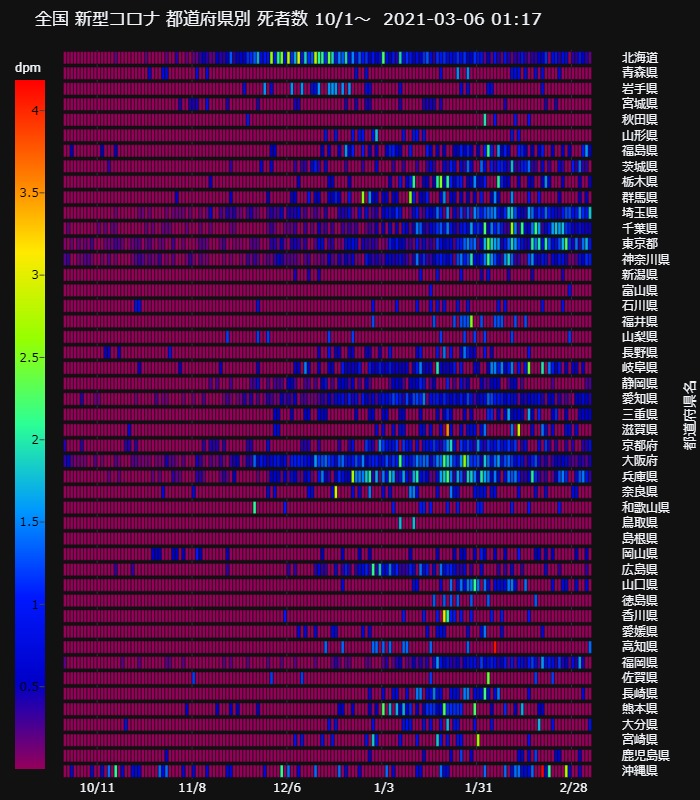 全国 新型コロナ 都道府県別 死者数 10/1～ 2021-03-06 01:17
dpm
4
3.5
3
2.5
2
1.5
1
0.5
北海道
青森県
岩手県
宮城県
秋田県
山形県
福島県
茨城県
栃木県
群馬県
埼玉県
千葉県
東京都
神奈川県
新潟県
富山県
石川県
福井県
山梨県
長野県
岐阜県
静岡県
愛知県
三重県
滋賀県
京都府
大阪府
兵庫県
奈良県
和歌山県
鳥取県
島根県
岡山県
広島県
山口県
徳島県
香川県
愛媛県
高知県
福岡県
佐賀県
長崎県
熊本県
大分県
宮崎県
鹿児島県
沖縄県
都道府県名
10/11 11/8 12/6 1/3 1/31 2/28